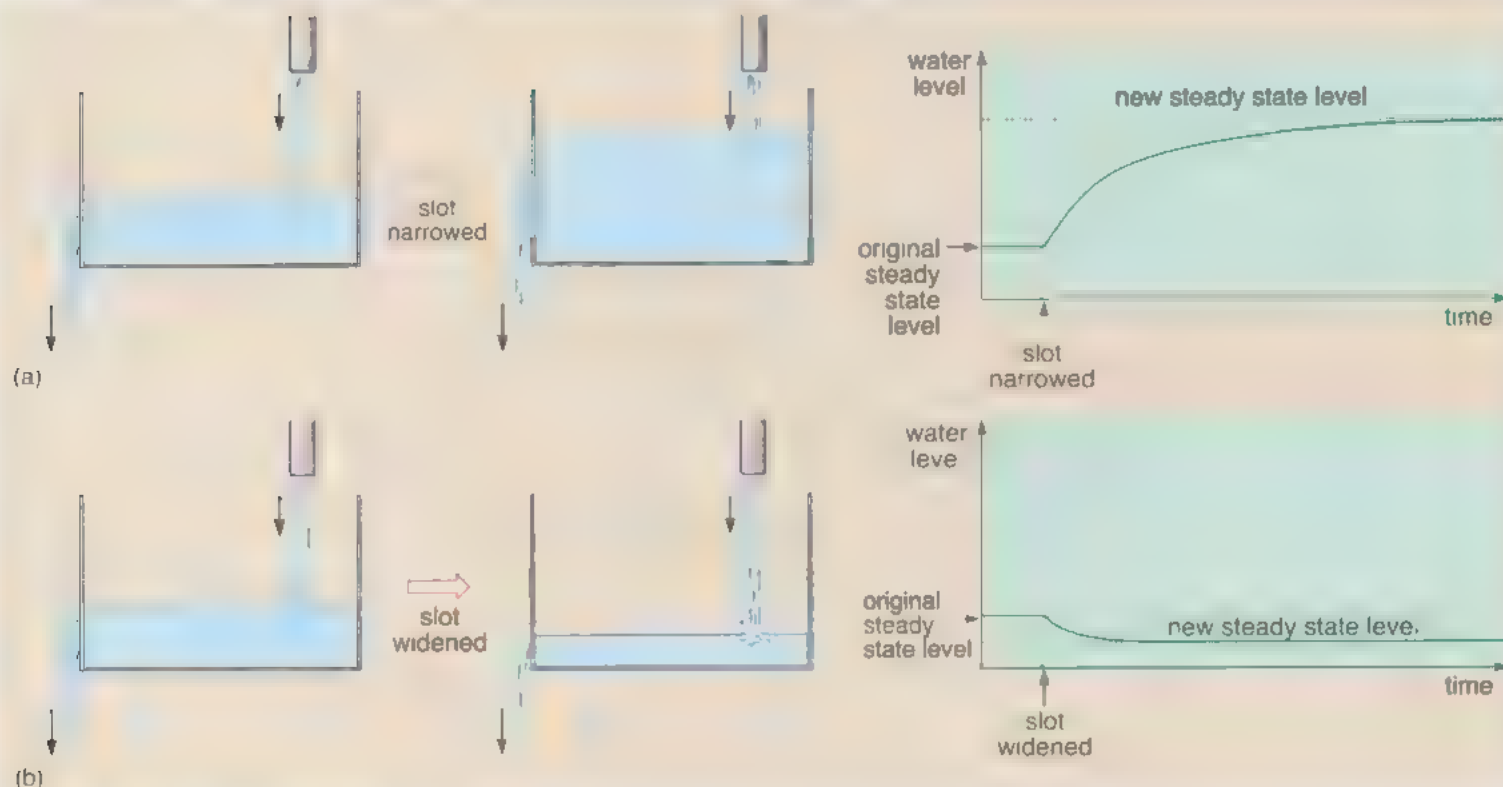 water
level
new steady state level
slot
narrowed
original
steady
state
level
time
slot
narrowed
(a)
water
leve
original
steady
state level
new steady state leve
slot
widened
time
slot
widened
(b)